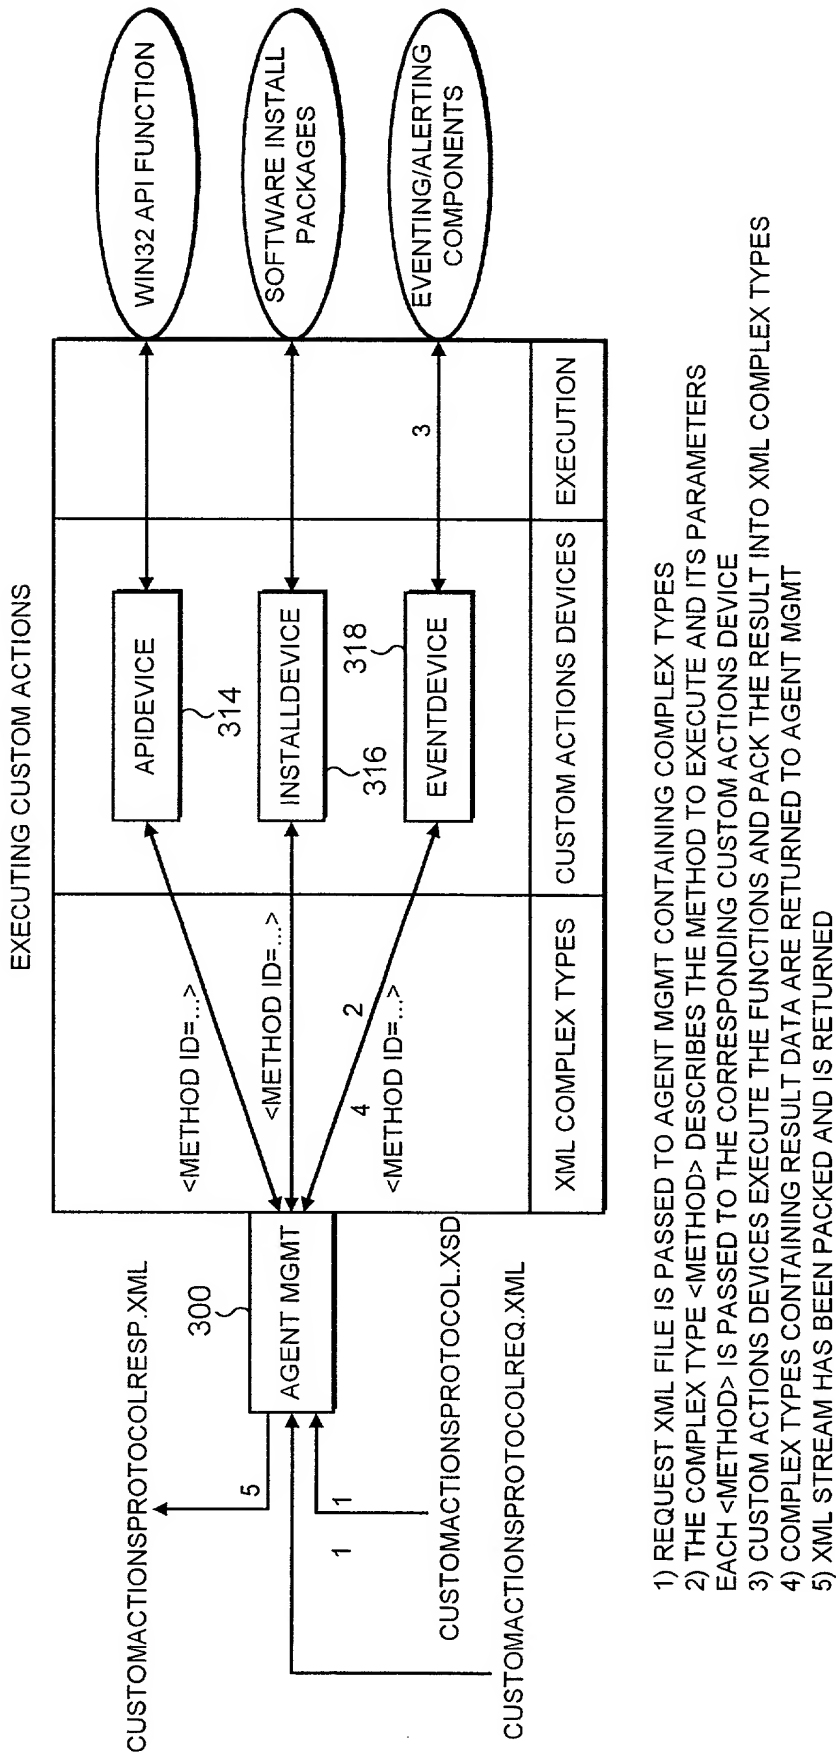 EXECUTING CUSTOM ACTIONS
CUSTOMACTIONSPROTOCOLRESP.XML
5
300
AGENT MGMT
1
CUSTOMACTIONSPROTOCOL.XSD
1
CUSTOMACTIONSPROTOCOLREQ.XML
<METHOD ID=...>
<METHOD ID=...>
2
4
<METHOD ID=...>
XML COMPLEX TYPES
APIDEVICE
314
INSTALLDEVICE
316
318
EVENTDEVICE
CUSTOM ACTIONS DEVICES
3
EXECUTION
WIN32 API FUNCTION
SOFTWARE INSTALL
PACKAGES
EVENTING/ALERTING
COMPONENTS
1) REQUEST XML FILE IS PASSED TO AGENT MGMT CONTAINING COMPLEX TYPES
2) THE COMPLEX TYPE <METHOD> DESCRIBES THE METHOD TO EXECUTE AND ITS PARAMETERS
EACH <METHOD> IS PASSED TO THE CORRESPONDING CUSTOM ACTIONS DEVICE
3) CUSTOM ACTIONS DEVICES EXECUTE THE FUNCTIONS AND PACK THE RESULT INTO XML COMPLEX TYPES
4) COMPLEX TYPES CONTAINING RESULT DATA ARE RETURNED TO AGENT MGMT
5) XML STREAM HAS BEEN PACKED AND IS RETURNED